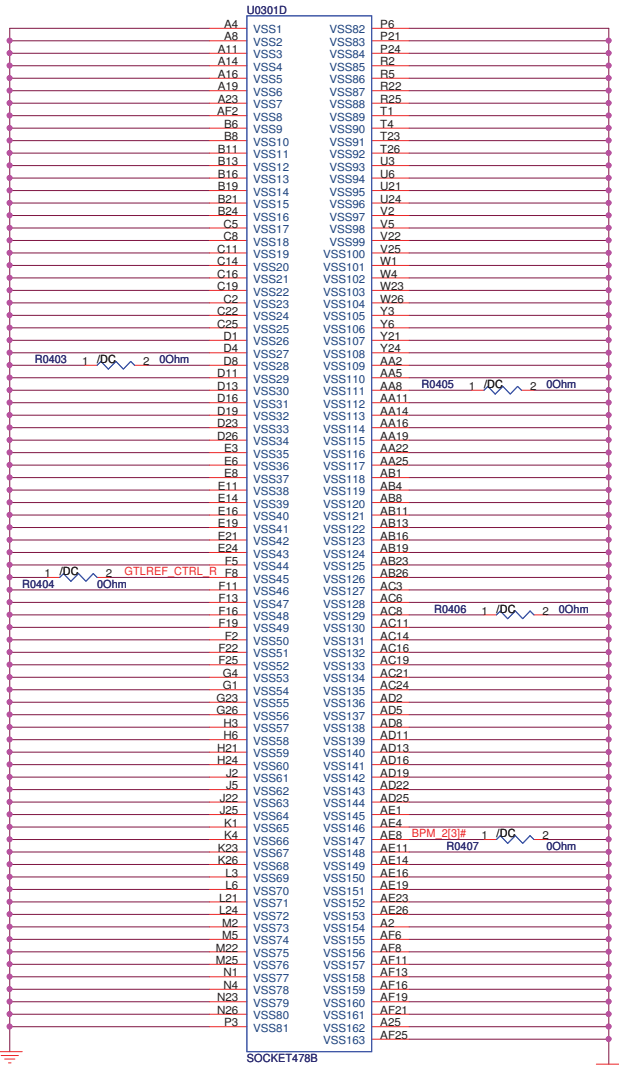 U0301D
A4 VSS1 VSS82 P6
A8 VSS2 VSS83 P21
A11 VSS3 VSS84 P24
A14 VSS4 VSS85 R2
A16 VSS5 VSS86 R5
A19 VSS6 VSS87 R22
A23 VSS7 VSS88 R25
AF2 VSS8 VSS89 T1
B6 VSS9 VSS90 T4
B8 VSS10 VSS91 T23
B11 VSS11 VSS92 T26
B13 VSS12 VSS93 U3
B16 VSS13 VSS94 U6
B19 VSS14 VSS95 U21
B21 VSS15 VSS96 U24
B24 VSS16 VSS97 V2
C5 VSS17 VSS98 V5
C8 VSS18 VSS99 V22
C11 VSS19 VSS100 V25
C14 VSS20 VSS101 W1
C16 VSS21 VSS102 W4
C19 VSS22 VSS103 W23
C2 VSS23 VSS104 W26
C22 VSS24 VSS105 Y3
C25 VSS25 VSS106 Y6
D1 VSS26 VSS107 Y21
D4 VSS27 VSS108 Y24
R0403 1 /DC 2 0Ohm D8 VSS28 VSS109 AA2
D11 VSS29 VSS110 AA5
D13 VSS30 VSS111 AA8 R0405 1 /DC 2 0Ohm
D16 VSS31 VSS112 AA11
D19 VSS32 VSS113 AA14
D23 VSS33 VSS114 AA16
D26 VSS34 VSS115 AA19
E3 VSS35 VSS116 AA22
E6 VSS36 VSS117 AA25
E8 VSS37 VSS118 AB1
E11 VSS38 VSS119 AB4
E14 VSS39 VSS120 AB8
E16 VSS40 VSS121 AB11
E19 VSS41 VSS122 AB13
E21 VSS42 VSS123 AB16
E24 VSS43 VSS124 AB19
F5 VSS44 VSS125 AB23
1 /DC 2 GTLREF_CTRL_R F8 VSS45 VSS126 AB26
R0404 0Ohm F11 VSS46 VSS127 AC3
F13 VSS47 VSS128 AC6
F16 VSS48 VSS129 AC8 R0406 1 /DC 2 0Ohm
F19 VSS49 VSS130 AC11
F2 VSS50 VSS131 AC14
F22 VSS51 VSS132 AC16
F25 VSS52 VSS133 AC19
G4 VSS53 VSS134 AC21
G1 VSS54 VSS135 AC24
G23 VSS55 VSS136 AD2
G26 VSS56 VSS137 AD5
H3 VSS57 VSS138 AD8
H6 VSS58 VSS139 AD11
H21 VSS59 VSS140 AD13
H24 VSS60 VSS141 AD16
J2 VSS61 VSS142 AD19
J5 VSS62 VSS143 AD22
J22 VSS63 VSS144 AD25
J25 VSS64 VSS145 AE1
K1 VSS65 VSS146 AE4
K4 VSS66 VSS147 AE8 BPM_2[3]# 1 /DC 2
K23 VSS67 VSS148 AE11 R0407 0Ohm
K26 VSS68 VSS149 AE14
L3 VSS69 VSS150 AE16
L6 VSS70 VSS151 AE19
L21 VSS71 VSS152 AE23
L24 VSS72 VSS153 AE26
M2 VSS73 VSS154 A2
M5 VSS74 VSS155 AF6
M22 VSS75 VSS156 AF8
M25 VSS76 VSS157 AF11
N1 VSS77 VSS158 AF13
N4 VSS78 VSS159 AF16
N23 VSS79 VSS160 AF19
N26 VSS80 VSS161 AF21
P3 VSS81 VSS162 A25
VSS163 AF25
SOCKET478B